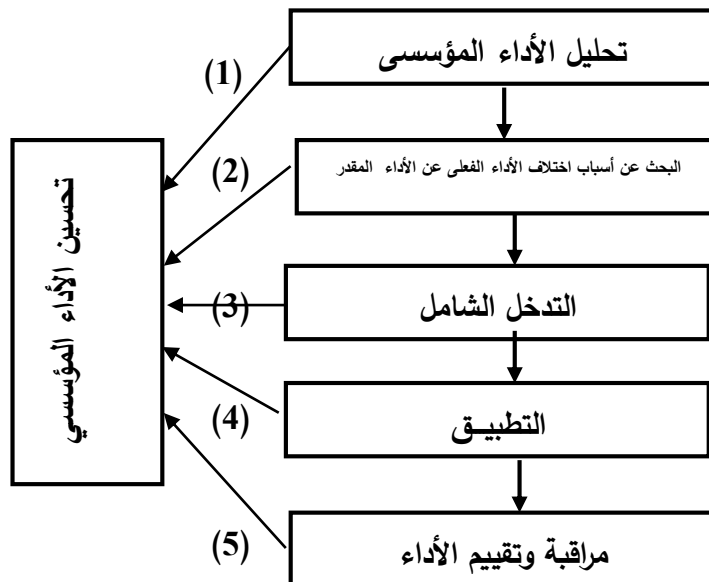 تحليل الأداء المؤسسى
(1)
البحث عن أسباب اختلاف الأداء الفعلى عن الأداء المقدر
(2)
التدخل الشامل
(3)
التطبيــق
(4)
مراقبة وتقييم الأداء
(5)
تحسين الأداء المؤسسي